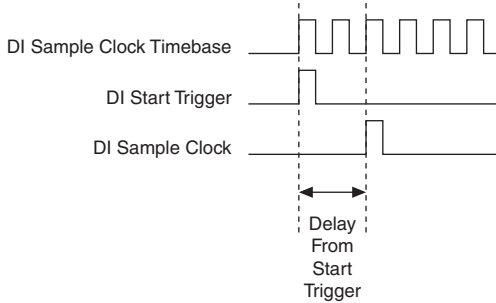 DI Sample Clock Timebase
DI Start Trigger
DI Sample Clock
Delay
From
Start
Trigger